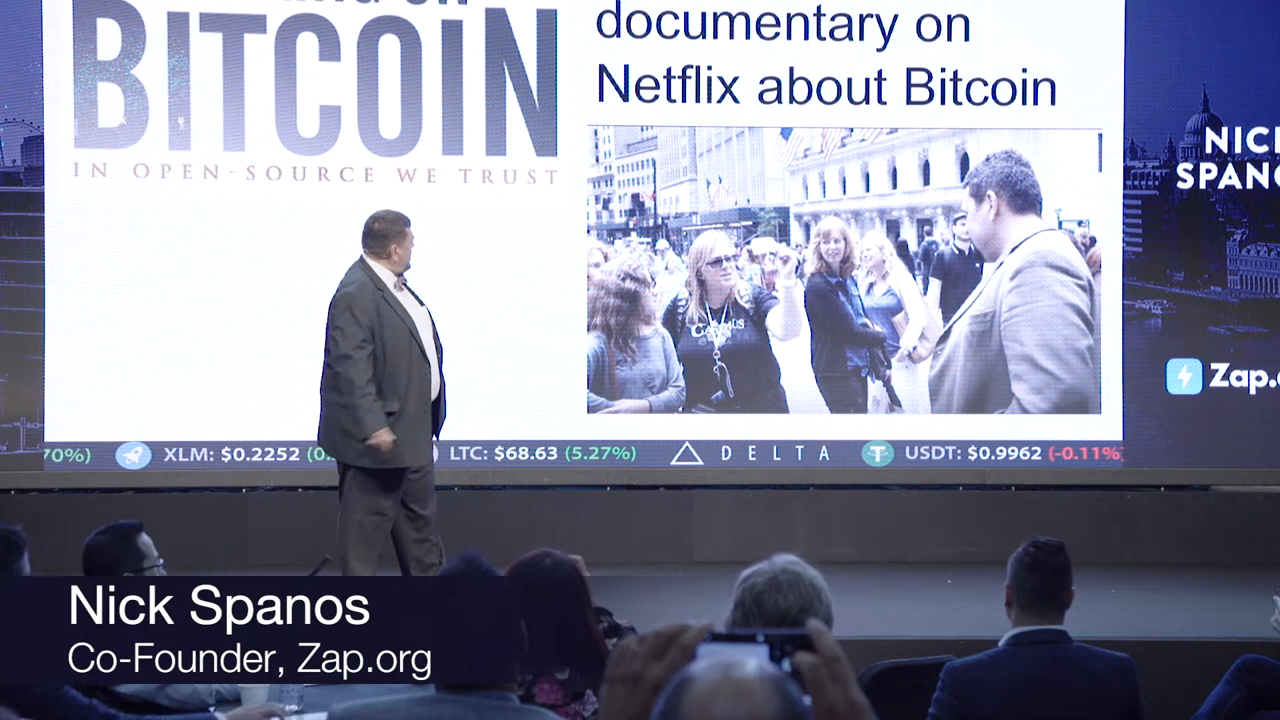 BITCOIN
IN OPEN-SOURCE WE TRUST
documentary on
Netflix about Bitcoin
NICK
SPANO
Zap.
XLM: $0.2252
LTC: $68.63 (5.27%)
DELTA
USDT: $0.9962 (-0.11%)
70%)
Nick Spanos
Co-Founder, Zap.org